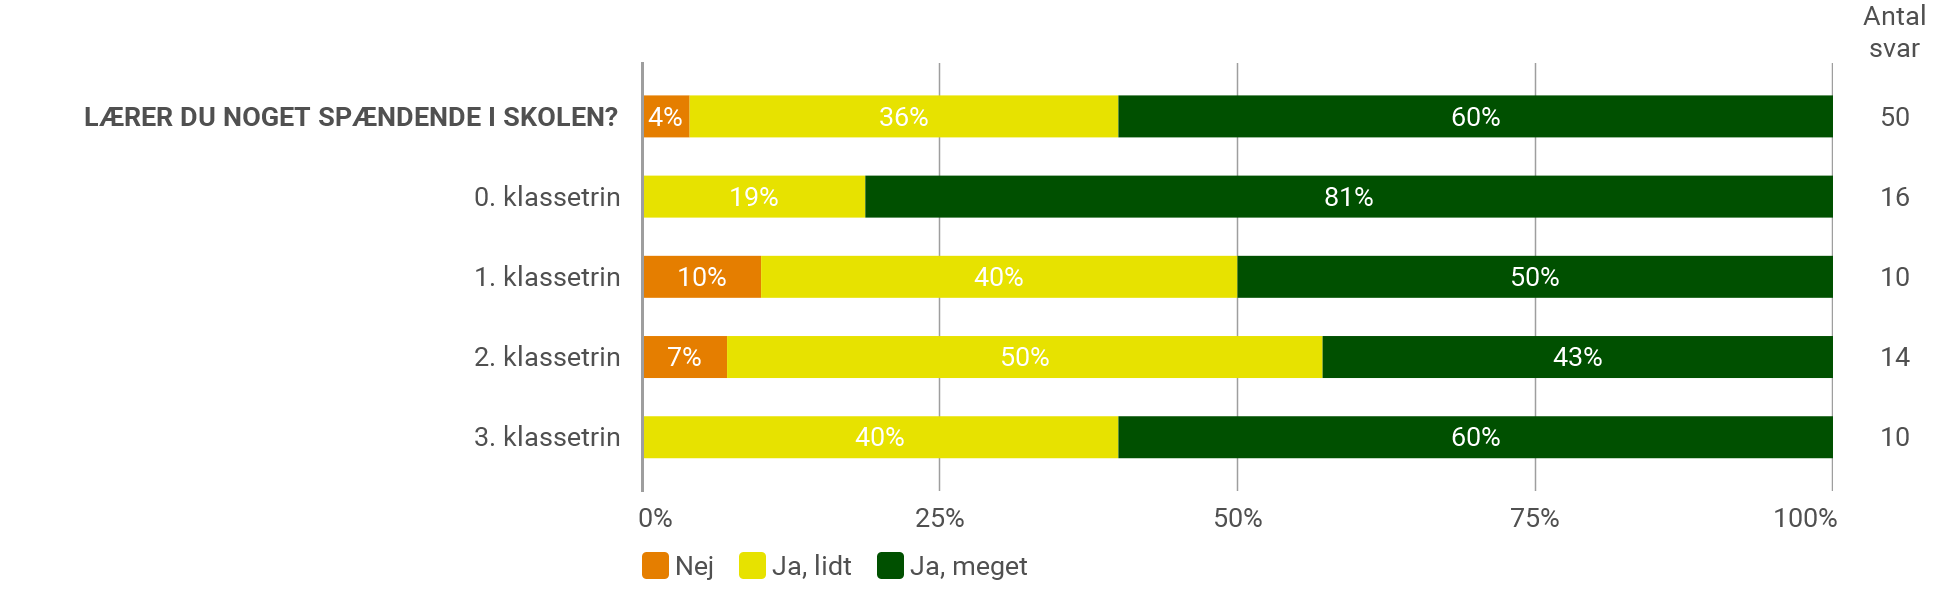 Antal
svar
LÆRER DU NOGET SPÆNDENDE I SKOLEN? 4% 36% 60% 50
0. klassetrin 19% 81% 16
1. klassetrin 10% 40% 50% 10
2. klassetrin 7% 50% 43% 14
3. klassetrin 40% 60% 10
0% 25% 50% 75% 100%
Nej Ja, lidt Ja, meget